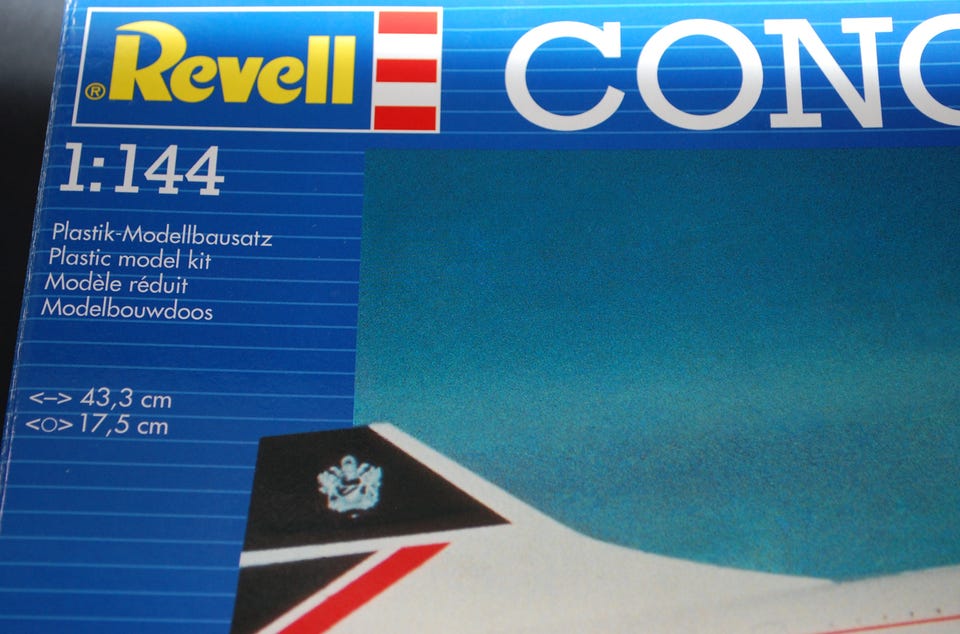 ® Revell
CONC
1:144
Plastik-Modellbausatz
Plastic model kit
Modèle réduit
Modelbouwdoos
<–> 43,3 cm
<○> 17,5 cm